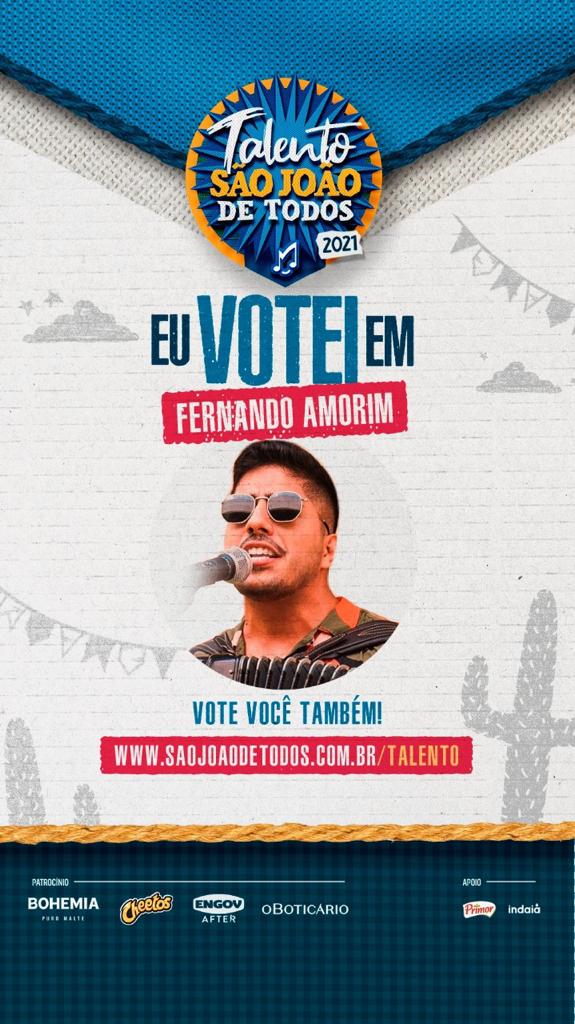 Talento
SÃO JOÃO
DE TODOS
2021
EU VOTEI EM
FERNANDO AMORIM
VOTE VOCÊ TAMBÉM!
WWW.SAOJOAODETODOS.COM.BR/TALENTO
PATROCÍNIO
BOHEMIA
PURO MALTE
Cheetos
ENGOV
AFTER
oBOTICÁRIO
APOIO
Primor
indaiá